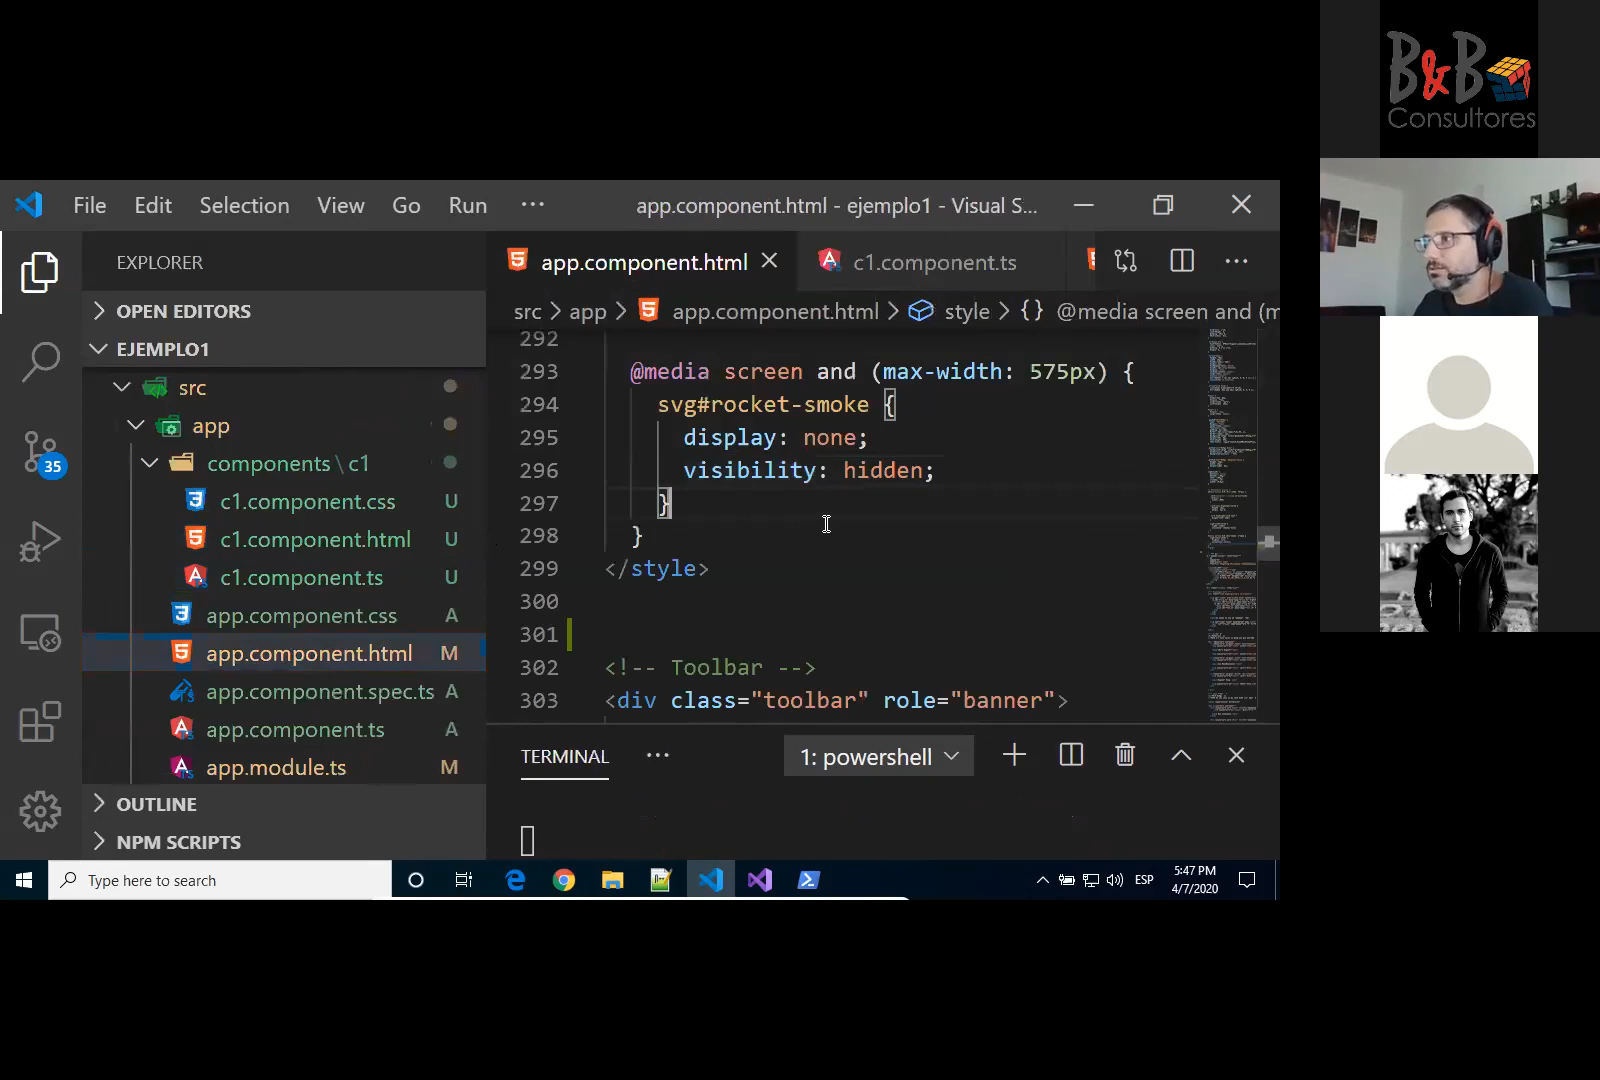 B&B
Consultores
File Edit Selection View Go Run ··· app.component.html - ejemplo1 - Visual S...
EXPLORER
OPEN EDITORS
EJEMPLO1
src
app
components \ c1
c1.component.css U
c1.component.html U
c1.component.ts U
app.component.css A
app.component.html M
app.component.spec.ts A
app.component.ts A
app.module.ts M
OUTLINE
NPM SCRIPTS
35
app.component.html c1.component.ts
src > app > app.component.html > style > {} @media screen and (m
292
293 @media screen and (max-width: 575px) {
294 svg#rocket-smoke {
295 display: none;
296 visibility: hidden;
297 }
298 }
299 </style>
300
301
302 <!-- Toolbar -->
303 <div class="toolbar" role="banner">
TERMINAL ··· 1: powershell
Type here to search
ESP
5:47 PM
4/7/2020